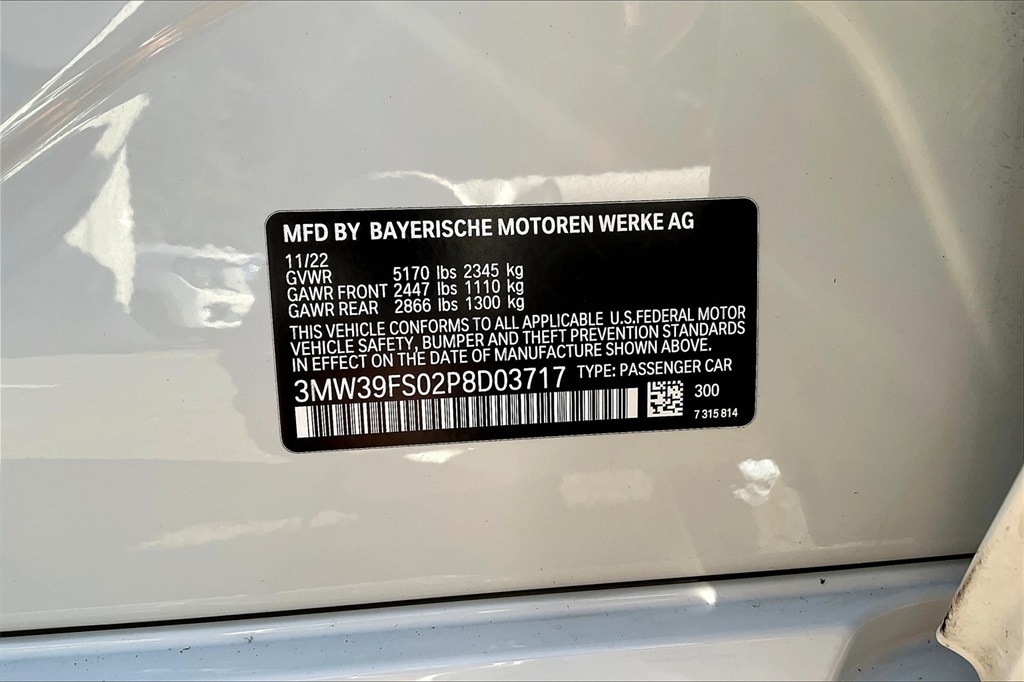 MFD BY BAYERISCHE MOTOREN WERKE AG
11/22
GVWR 5170 lbs 2345 kg
GAWR FRONT 2447 lbs 1110 kg
GAWR REAR 2866 lbs 1300 kg
THIS VEHICLE CONFORMS TO ALL APPLICABLE U.S.FEDERAL MOTOR
VEHICLE SAFETY, BUMPER AND THEFT PREVENTION STANDARDS
IN EFFECT ON THE DATE OF MANUFACTURE SHOWN ABOVE.
3MW39FS02P8D03717 TYPE: PASSENGER CAR
300
7 315 814